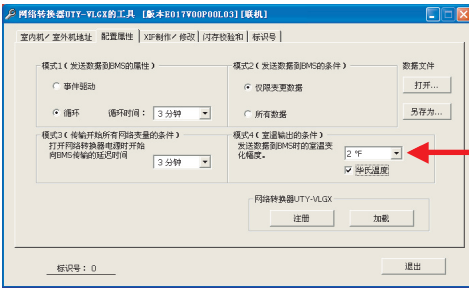 网络转换器UTY-VLGX的工具 [版本E017V00P00L03][联机]
室内机/室外机地址 配置属性 XIF制作/修改 闪存校验和 标识号
模式1(发送数据到BMS的属性)
事件驱动
循环 循环时间: 3 分钟
模式2(发送数据到BMS的条件)
仅限变更数据
所有数据
数据文件
打开...
另存为...
模式3(传输开始所有网络变量的条件)
打开网络转换器电源时开始
向BMS传输的延迟时间
3 分钟
模式4(室温输出的条件)
发送数据到BMS时的室温变
化幅度。
2 °F
华氏温度
网络转换器UTY-VLGX
注册 加载
标识号: 0
退出